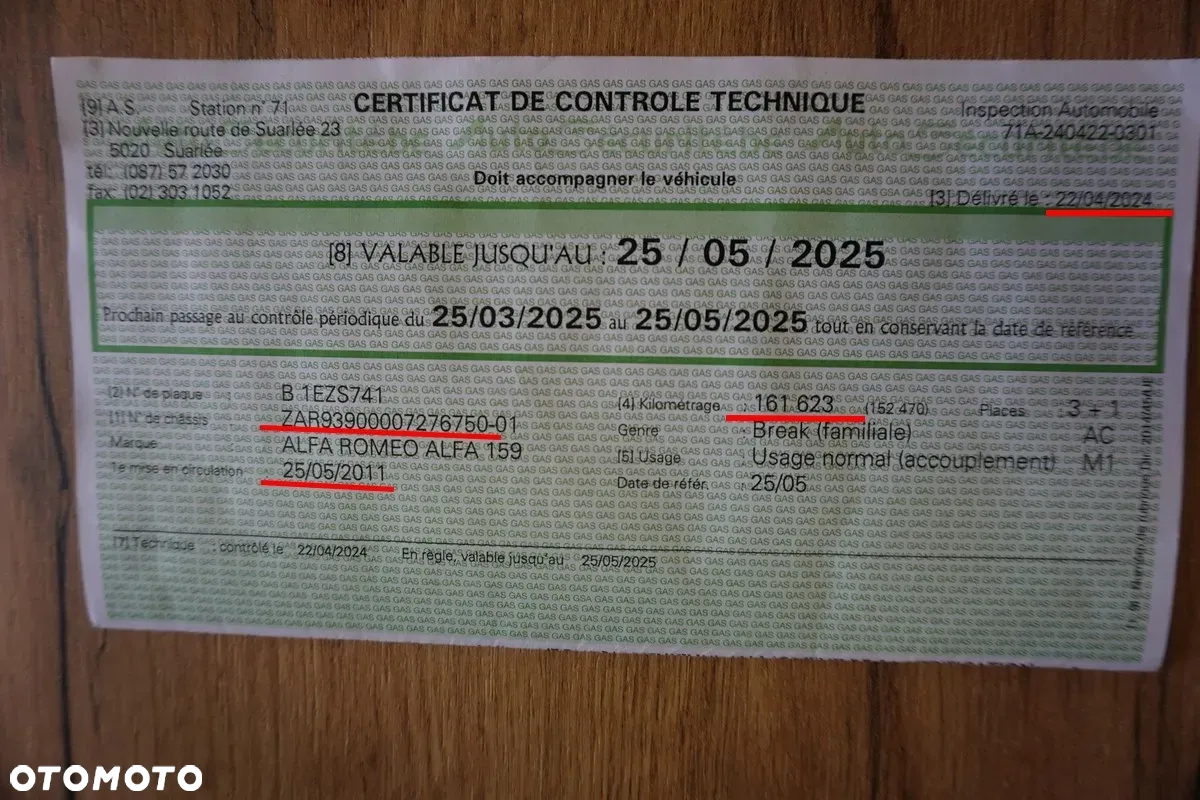 [9] A.S. Station n° 71
CERTIFICAT DE CONTROLE TECHNIQUE
Inspection Automobile
[3] Nouvelle route de Suarlée 23
71A-240422-0301
5020 Suarlée
tél: (087) 57 2030
Doit accompagner le véhicule
fax: (02) 303 1052
[3] Délivré le : 22/04/2024
[8] VALABLE JUSQU'AU : 25 / 05 / 2025
Prochain passage au contrôle périodique du 25/03/2025 au 25/05/2025 tout en conservant la date de référence
[2] N° de plaque : B 1EZS741
[1] N° de châssis : ZAR93900007276750-01
Marque : ALFA ROMEO ALFA 159
1e mise en circulation : 25/05/2011
[4] Kilométrage : 161 623 (152 470) Places : 3 + 1
Genre : Break (familiale) AC
[5] Usage : Usage normal (accouplement) M1
Date de référ. : 25/05
[7] Technique : contrôlé le 22/04/2024 En règle, valable jusqu'au 25/05/2025
OTOMOTO